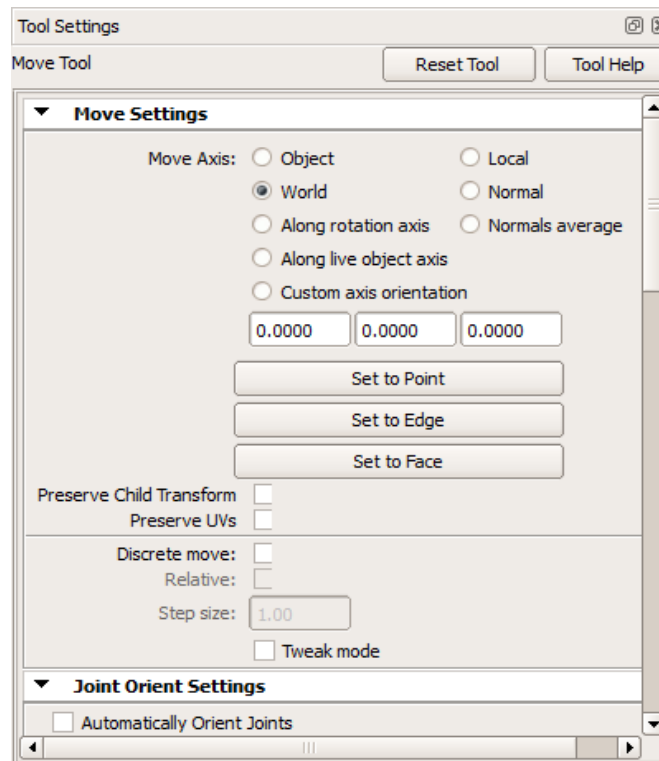 Tool Settings
Move Tool Reset Tool Tool Help
Move Settings
Move Axis: Object Local
World Normal
Along rotation axis Normals average
Along live object axis
Custom axis orientation
0.0000 0.0000 0.0000
Set to Point
Set to Edge
Set to Face
Preserve Child Transform
Preserve UVs
Discrete move:
Relative:
Step size: 1.00
Tweak mode
Joint Orient Settings
Automatically Orient Joints